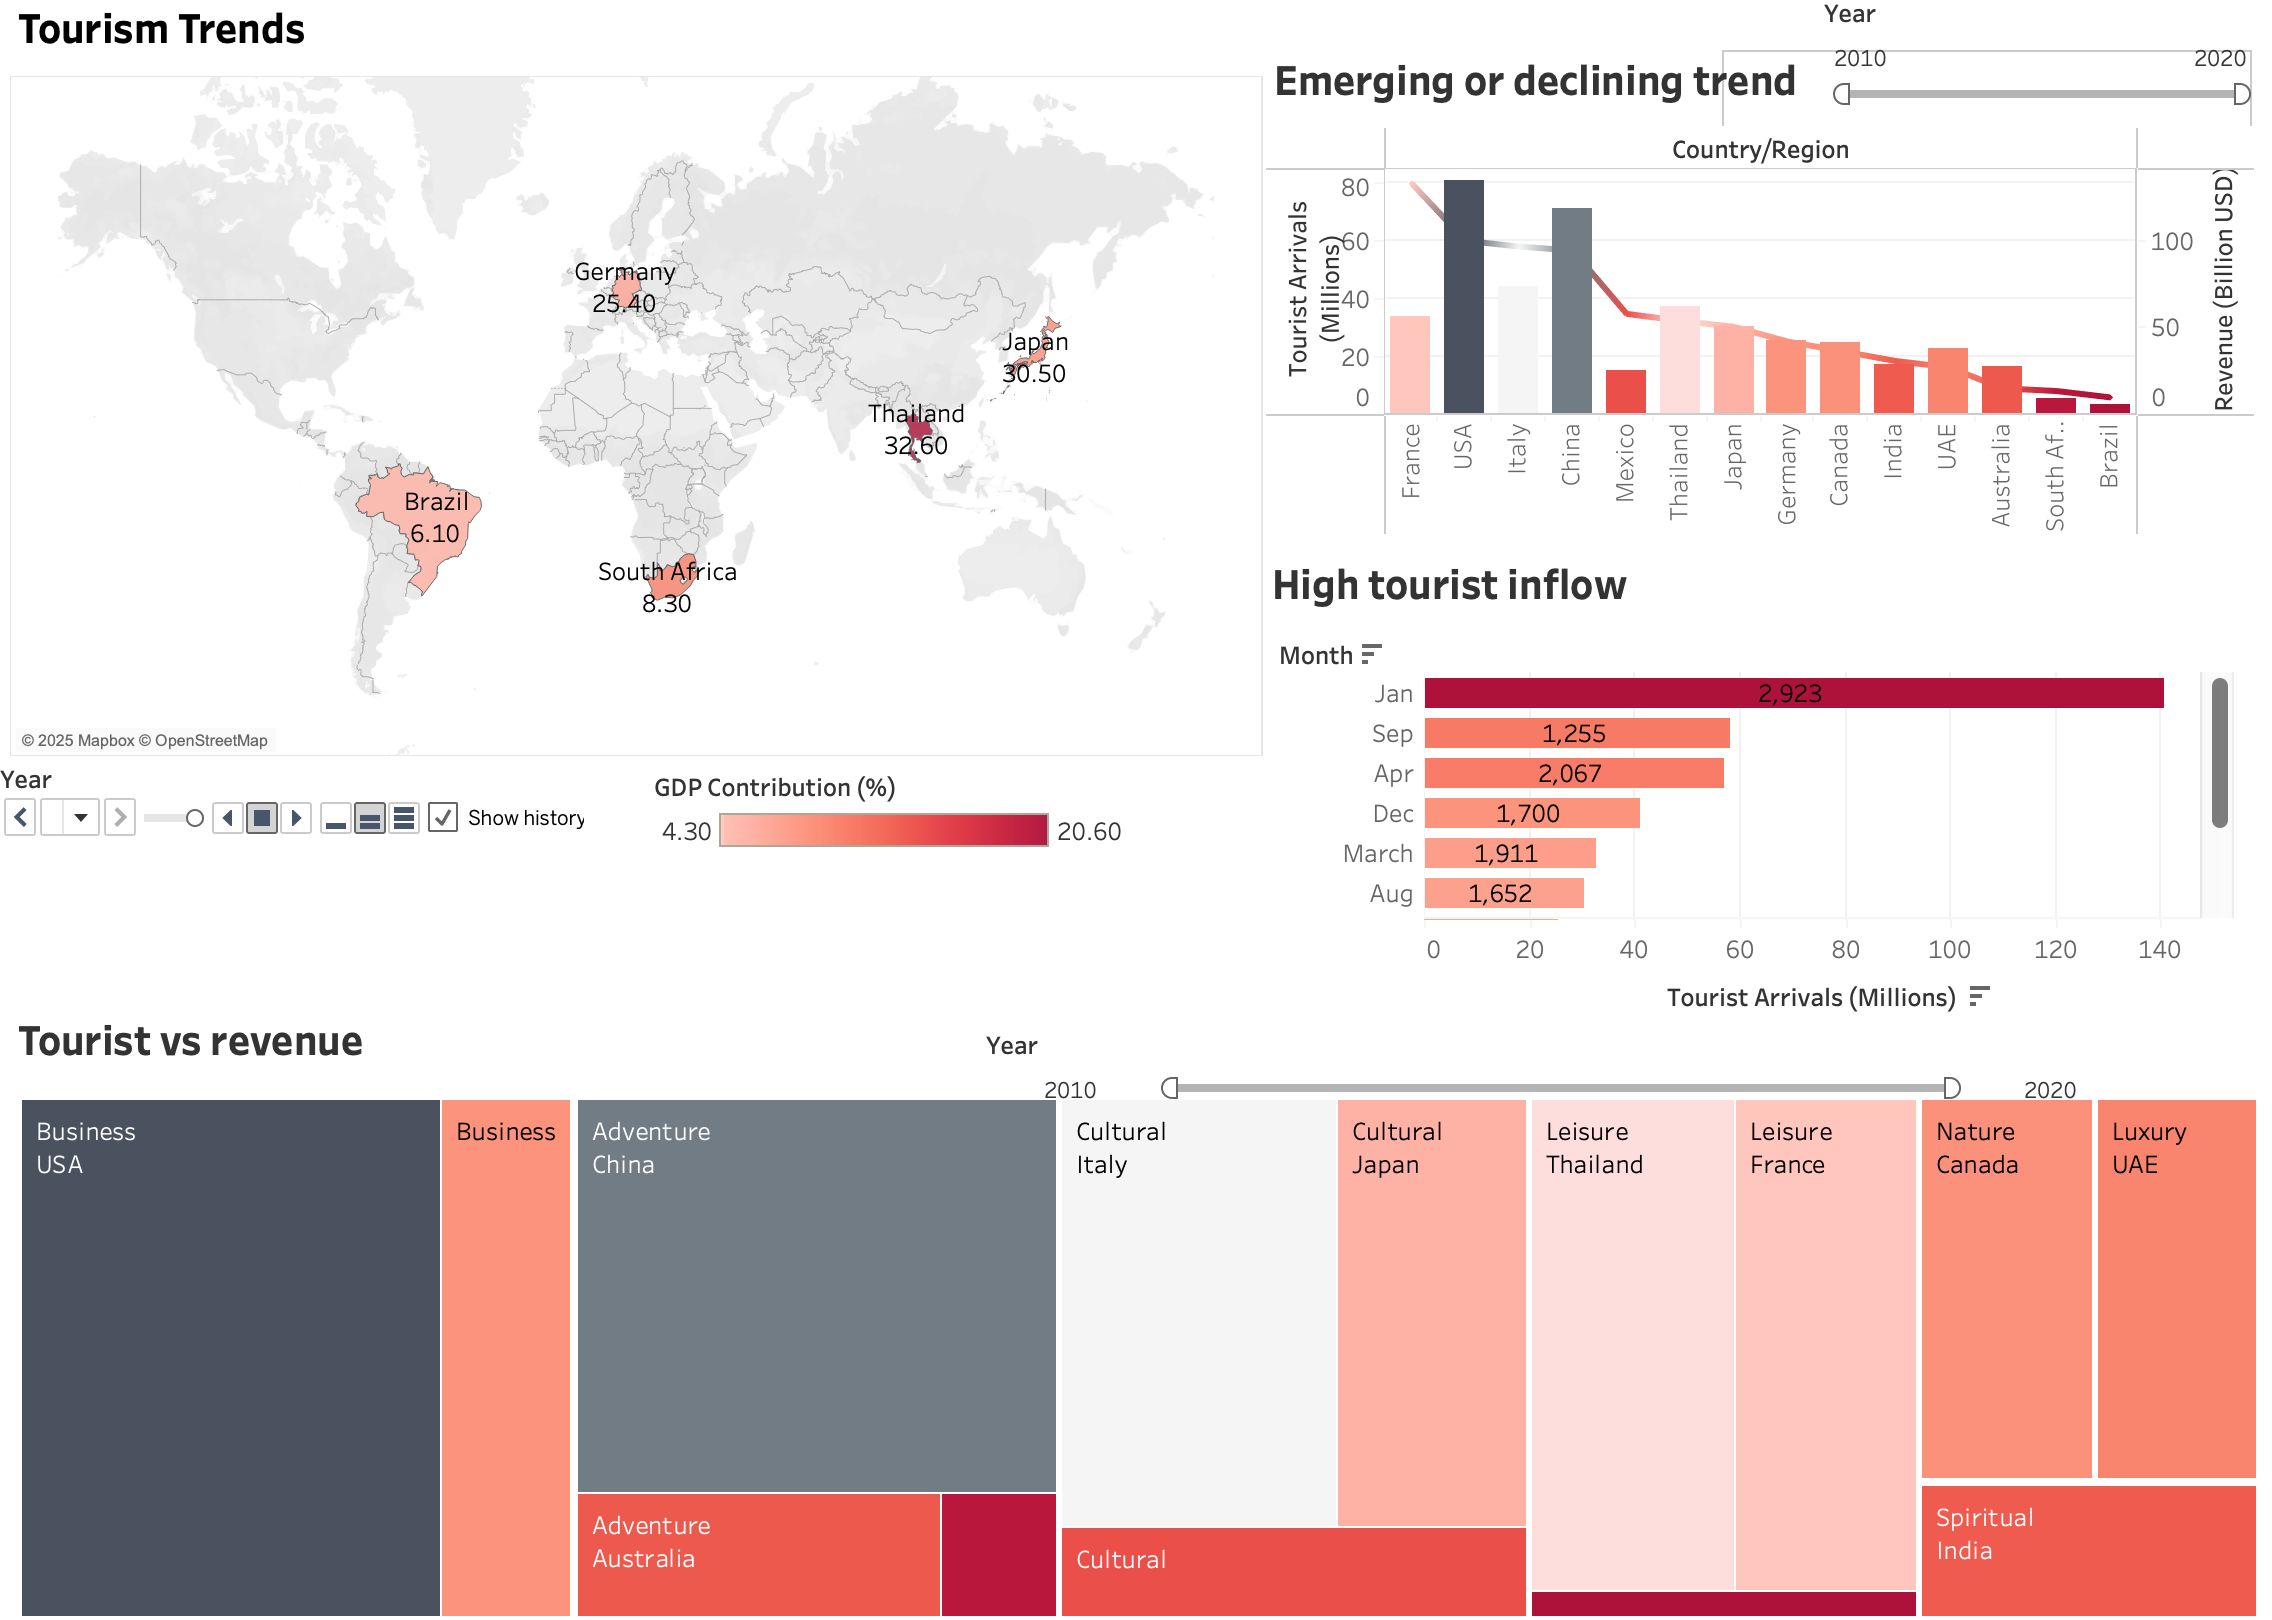 Tourism Trends
Germany
25.40
Japan
30.50
Thailand
32.60
Brazil
6.10
South Africa
8.30
© 2025 Mapbox © OpenStreetMap
Year
Show history
GDP Contribution (%)
4.30
20.60
Year
2010
2020
Emerging or declining trend
Country/Region
Tourist Arrivals
(Millions)
80
60
40
20
0
Revenue (Billion USD)
100
50
0
France
USA
Italy
China
Mexico
Thailand
Japan
Germany
Canada
India
UAE
Australia
South Af..
Brazil
High tourist inflow
Month
Jan
2,923
Sep
1,255
Apr
2,067
Dec
1,700
March
1,911
Aug
1,652
0 20 40 60 80 100 120 140
Tourist Arrivals (Millions)
Tourist vs revenue
Year
2010
2020
Business
USA
Business
Adventure
China
Adventure
Australia
Cultural
Italy
Cultural
Japan
Cultural
Leisure
Thailand
Leisure
France
Nature
Canada
Luxury
UAE
Spiritual
India